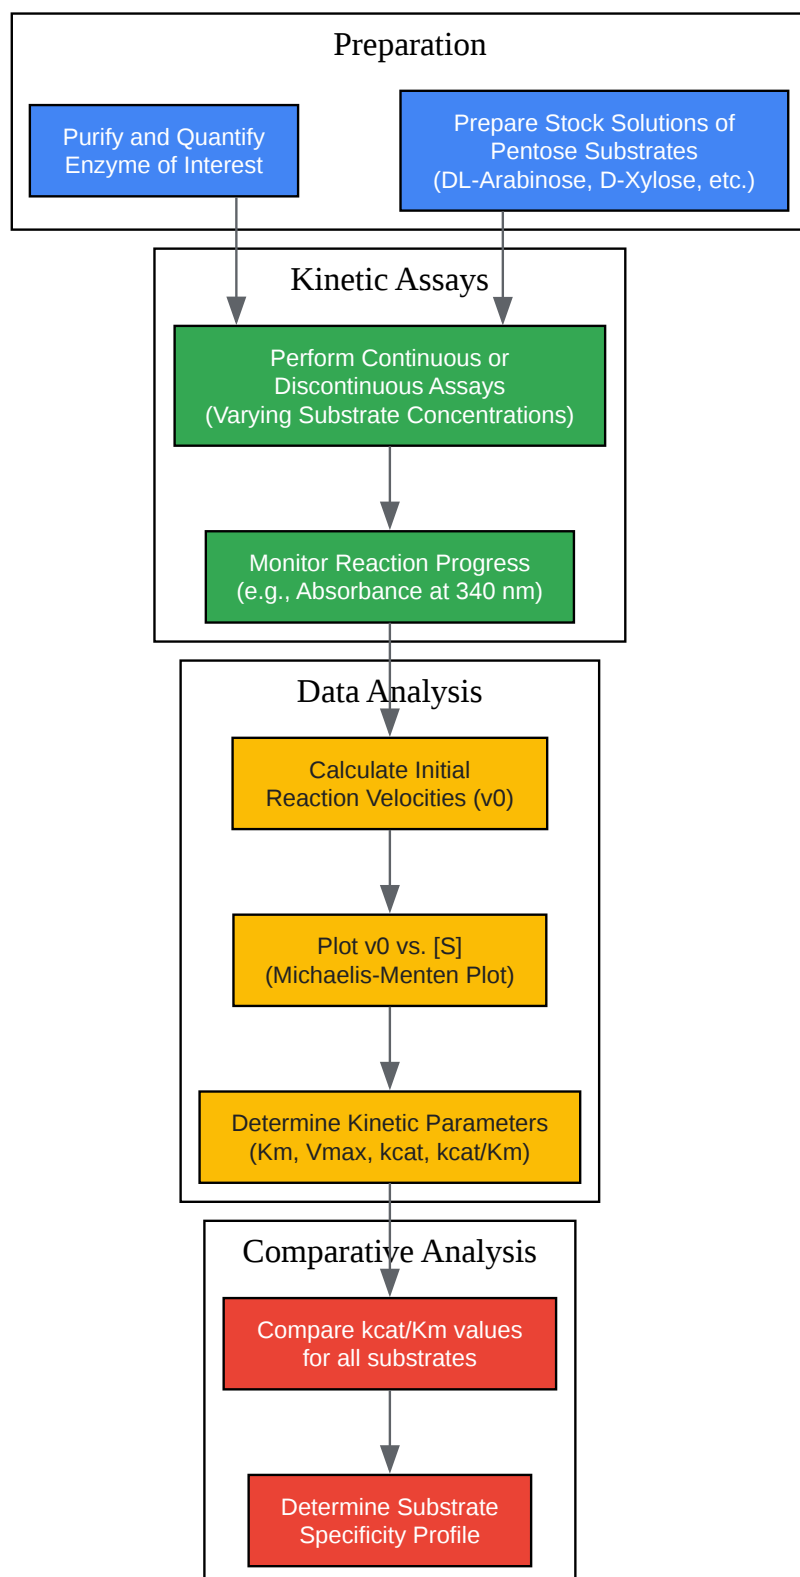 Preparation
Purify and Quantify
Enzyme of Interest
Prepare Stock Solutions of
Pentose Substrates
(DL-Arabinose, D-Xylose, etc.)
Kinetic Assays
Perform Continuous or
Discontinuous Assays
(Varying Substrate Concentrations)
Monitor Reaction Progress
(e.g., Absorbance at 340 nm)
Data Analysis
Calculate Initial
Reaction Velocities (v0)
Plot v0 vs. [S]
(Michaelis-Menten Plot)
Determine Kinetic Parameters
(Km, Vmax, kcat, kcat/Km)
Comparative Analysis
Compare kcat/Km values
for all substrates
Determine Substrate
Specificity Profile